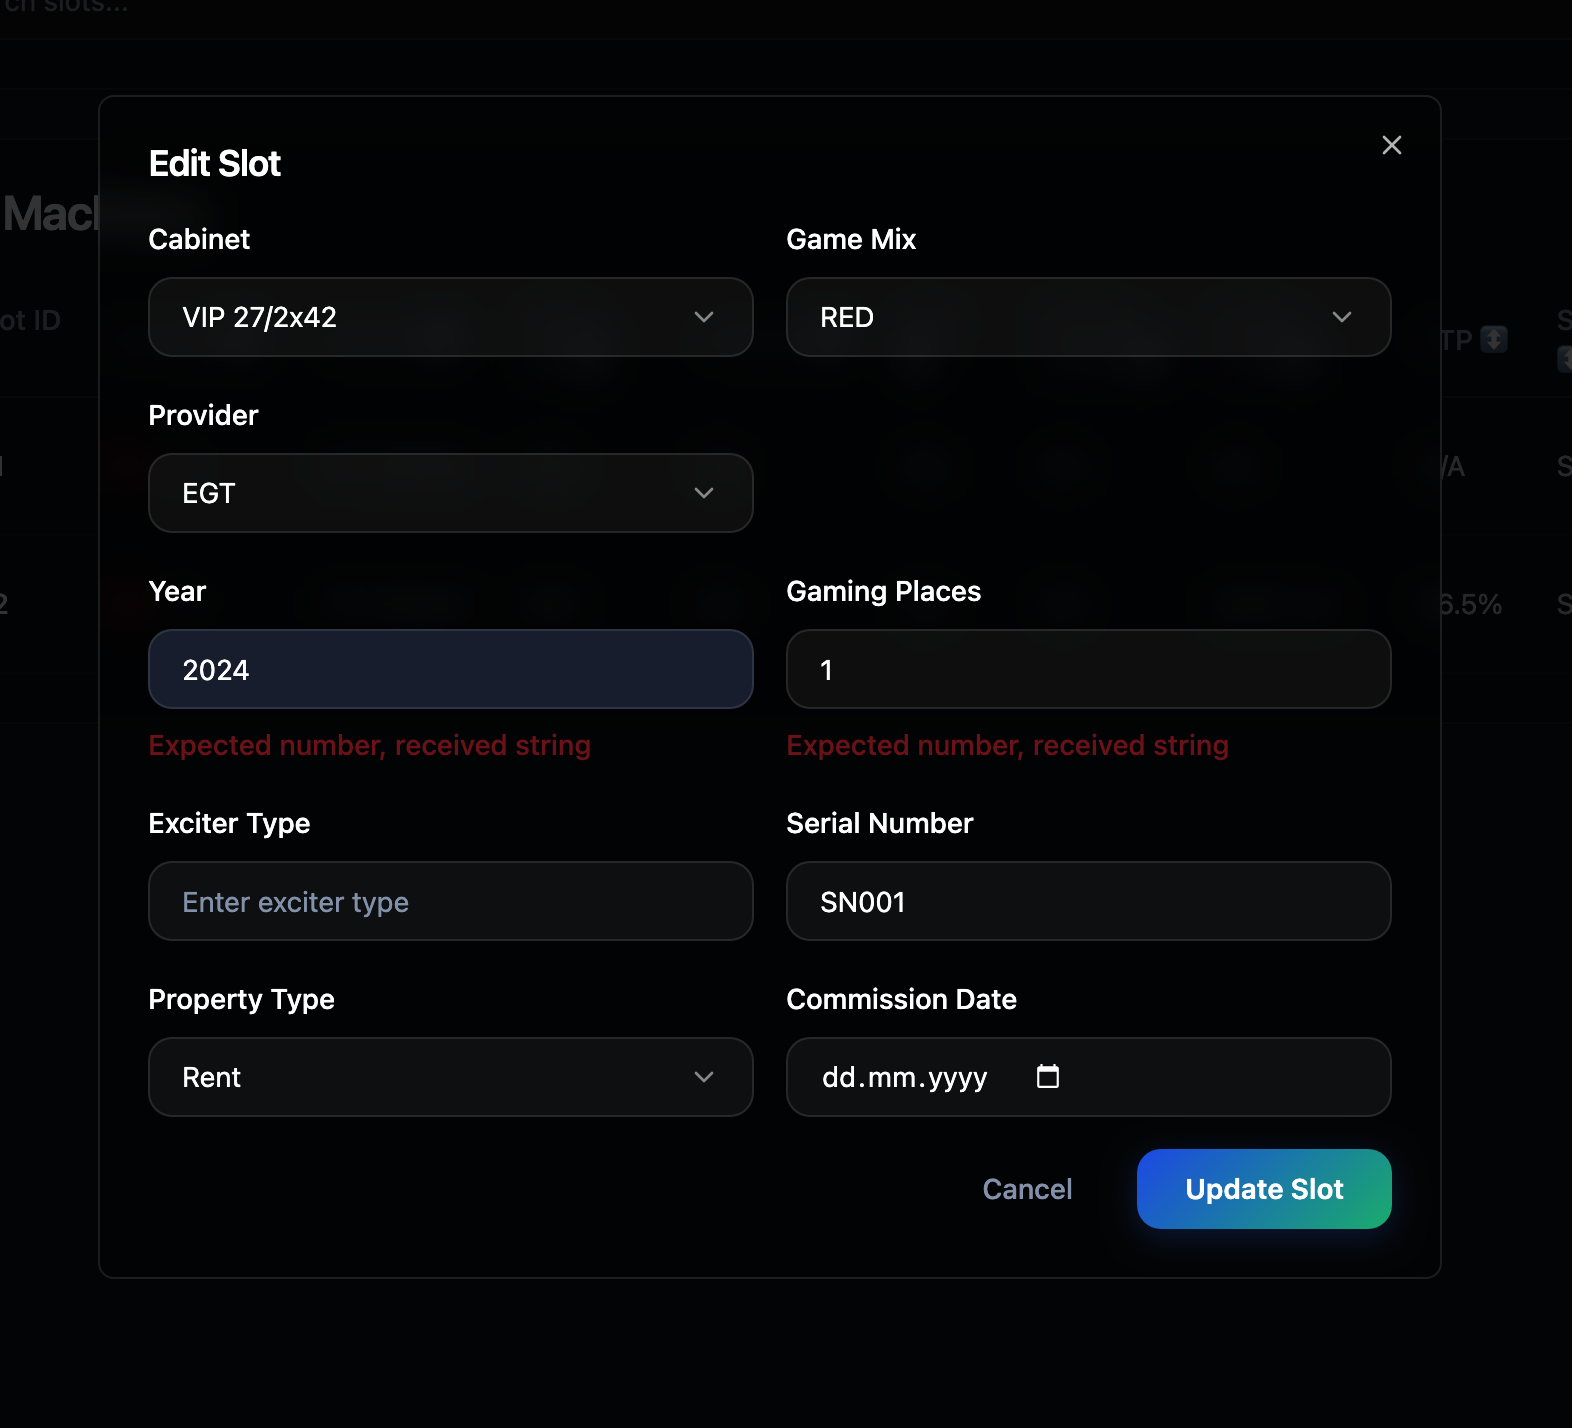 slots...
Edit Slot
Cabinet
Game Mix
ot ID
VIP 27/2x42
RED
TP
Provider
EGT
/A
Year
Gaming Places
6.5%
2024
1
Expected number, received string
Expected number, received string
Exciter Type
Serial Number
Enter exciter type
SN001
Property Type
Commission Date
Rent
dd.mm.yyyy
Cancel
Update Slot